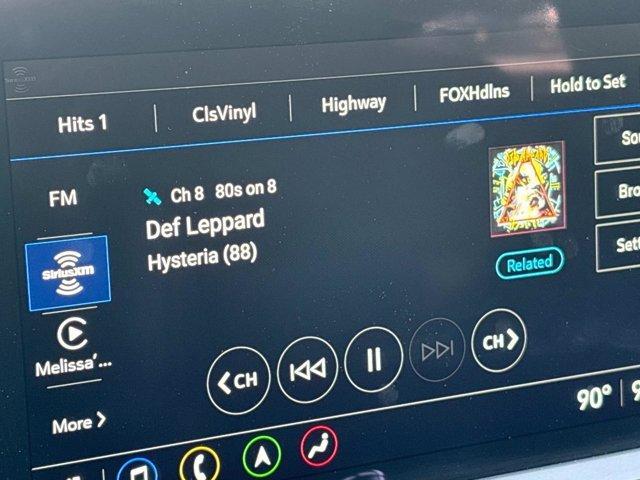 Hits 1
ClsVinyl
Highway
FOXHdlns
Hold to Set
FM
SiriusXM
Melissa'...
More >
Ch 8 80s on 8
Def Leppard
Hysteria (88)
Related
<CH
CH>
90°